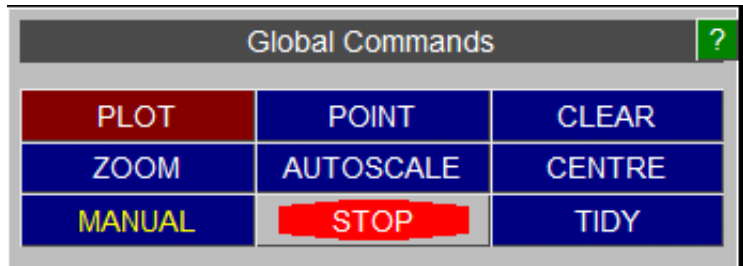 Global Commands ?
PLOT POINT CLEAR
ZOOM AUTOSCALE CENTRE
MANUAL STOP TIDY